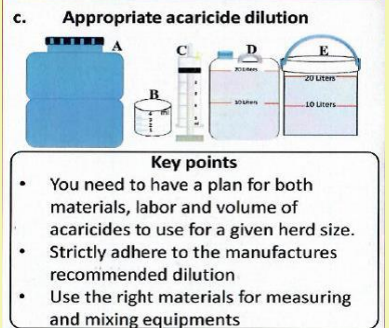 c. Appropriate acaricide dilution
A
B
C
D
E
20 Liters
10 Liters
20 Liters
10 Liters
Key points
• You need to have a plan for both
materials, labor and volume of
acaricides to use for a given herd size.
• Strictly adhere to the manufactures
recommended dilution
• Use the right materials for measuring
and mixing equipments